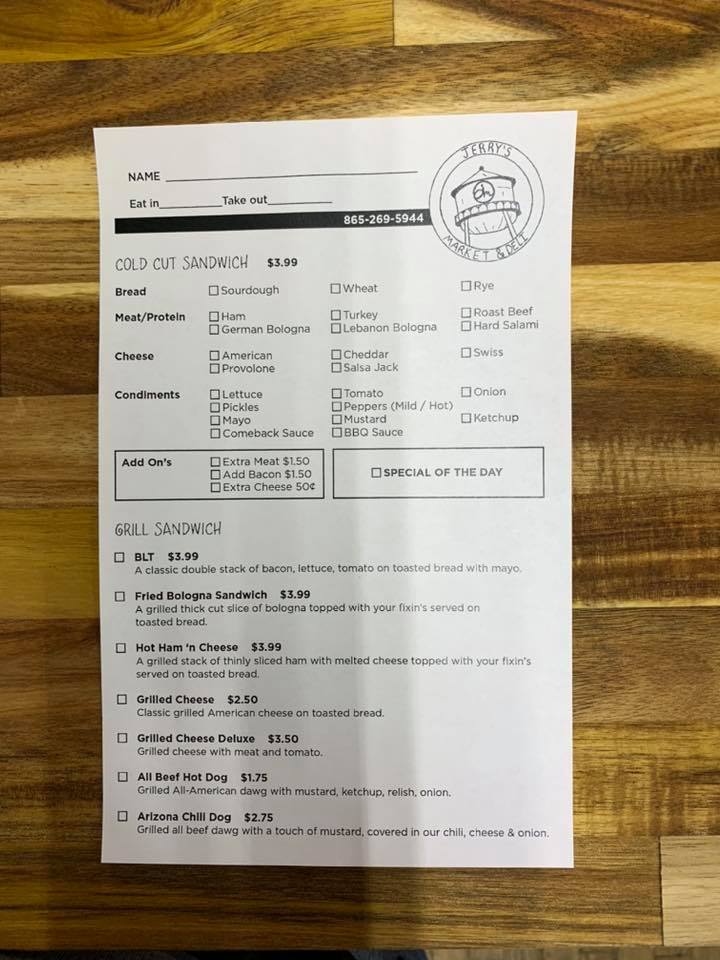 NAME
JERRY'S
MARKET & DELI
Eat in Take out
865-269-5944
COLD CUT SANDWICH $3.99
Bread ☐ Sourdough ☐ Wheat ☐ Rye
Meat/Protein ☐ Ham ☐ Turkey ☐ Roast Beef
☐ German Bologna ☐ Lebanon Bologna ☐ Hard Salami
Cheese ☐ American ☐ Cheddar ☐ Swiss
☐ Provolone ☐ Salsa Jack
Condiments ☐ Lettuce ☐ Tomato ☐ Onion
☐ Pickles ☐ Peppers (Mild / Hot)
☐ Mayo ☐ Mustard ☐ Ketchup
☐ Comeback Sauce ☐ BBQ Sauce
Add On's ☐ Extra Meat $1.50
☐ Add Bacon $1.50
☐ Extra Cheese 50¢
☐ SPECIAL OF THE DAY
GRILL SANDWICH
☐ BLT $3.99
A classic double stack of bacon, lettuce, tomato on toasted bread with mayo.
☐ Fried Bologna Sandwich $3.99
A grilled thick cut slice of bologna topped with your fixin's served on
toasted bread.
☐ Hot Ham 'n Cheese $3.99
A grilled stack of thinly sliced ham with melted cheese topped with your fixin's
served on toasted bread.
☐ Grilled Cheese $2.50
Classic grilled American cheese on toasted bread.
☐ Grilled Cheese Deluxe $3.50
Grilled cheese with meat and tomato.
☐ All Beef Hot Dog $1.75
Grilled All-American dawg with mustard, ketchup, relish, onion.
☐ Arizona Chili Dog $2.75
Grilled all beef dawg with a touch of mustard, covered in our chili, cheese & onion.